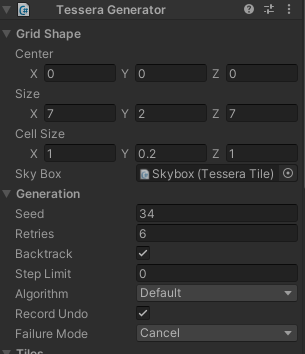 Tessera Generator
Grid Shape
Center
X 0 Y 0 Z 0
Size
X 7 Y 2 Z 7
Cell Size
X 1 Y 0.2 Z 1
Sky Box Skybox (Tessera Tile)
Generation
Seed 34
Retries 6
Backtrack
Step Limit 0
Algorithm Default
Record Undo
Failure Mode Cancel
Tiles